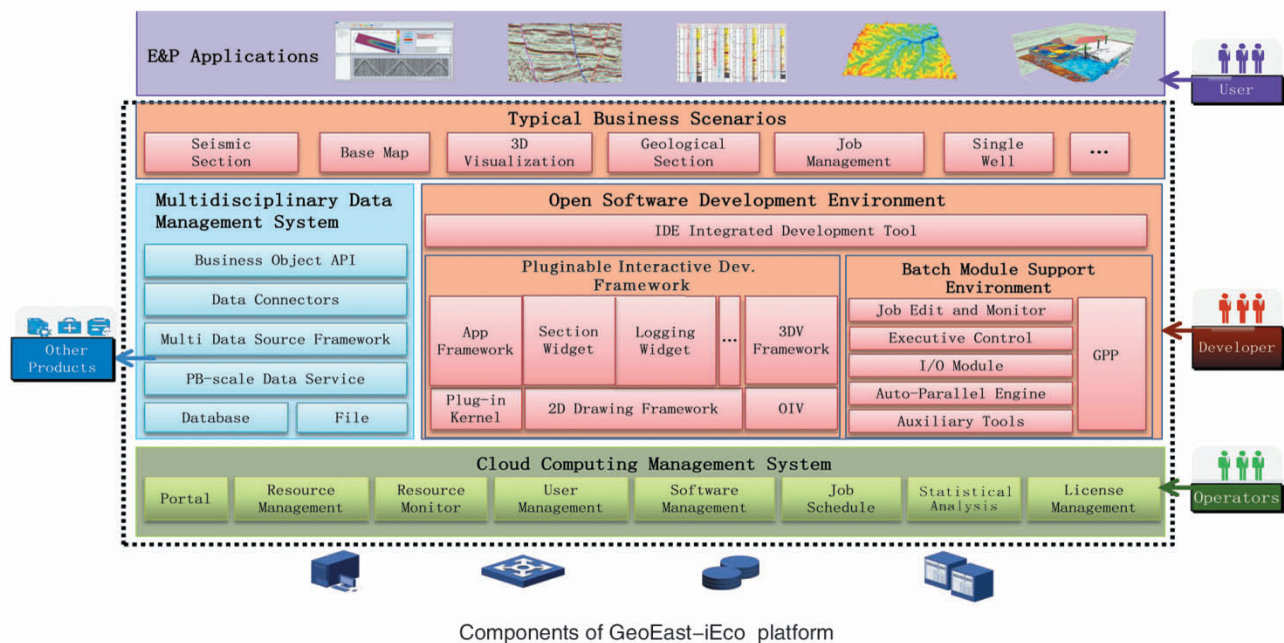 E&P Applications
User
Typical Business Scenarios
Seismic
Section
Base Map
3D
Visualization
Geological
Section
Job
Management
Single
Well
...
Multidisciplinary Data
Management System
Business Object API
Data Connectors
Multi Data Source Framework
PB-scale Data Service
Database
File
Other
Products
Open Software Development Environment
IDE Integrated Development Tool
Pluginable Interactive Dev.
Framework
App
Framework
Section
Widget
Logging
Widget
...
3DV
Framework
Plug-in
Kernel
2D Drawing Framework
OIV
Batch Module Support
Environment
Job Edit and Monitor
Executive Control
I/O Module
Auto-Parallel Engine
Auxiliary Tools
GPP
Developer
Cloud Computing Management System
Portal
Resource
Management
Resource
Monitor
User
Management
Software
Management
Job
Schedule
Statistical
Analysis
License
Management
Operators
Components of GeoEast-iEco platform